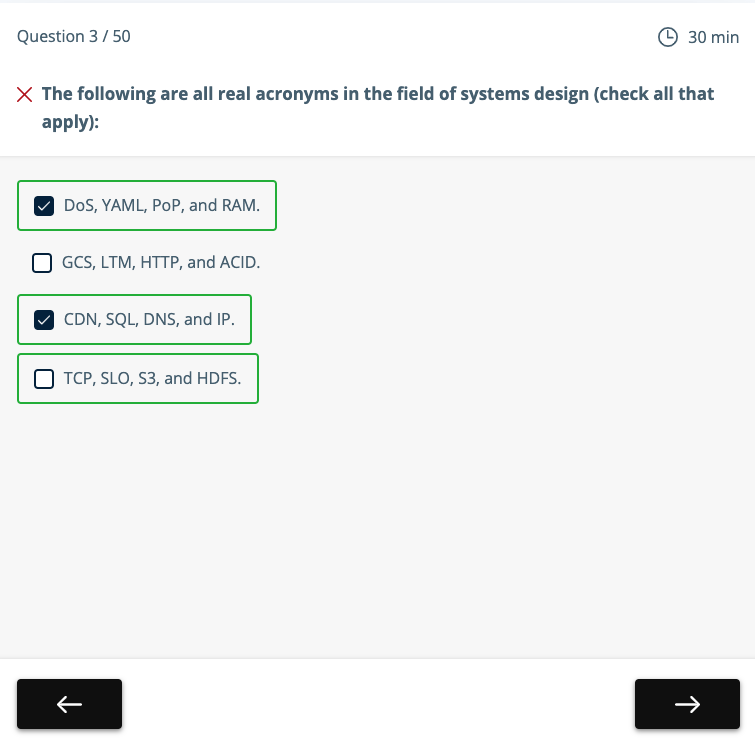 Question 3 / 50
30 min
The following are all real acronyms in the field of systems design (check all that
apply):
DoS, YAML, PoP, and RAM.
GCS, LTM, HTTP, and ACID.
CDN, SQL, DNS, and IP.
TCP, SLO, S3, and HDFS.